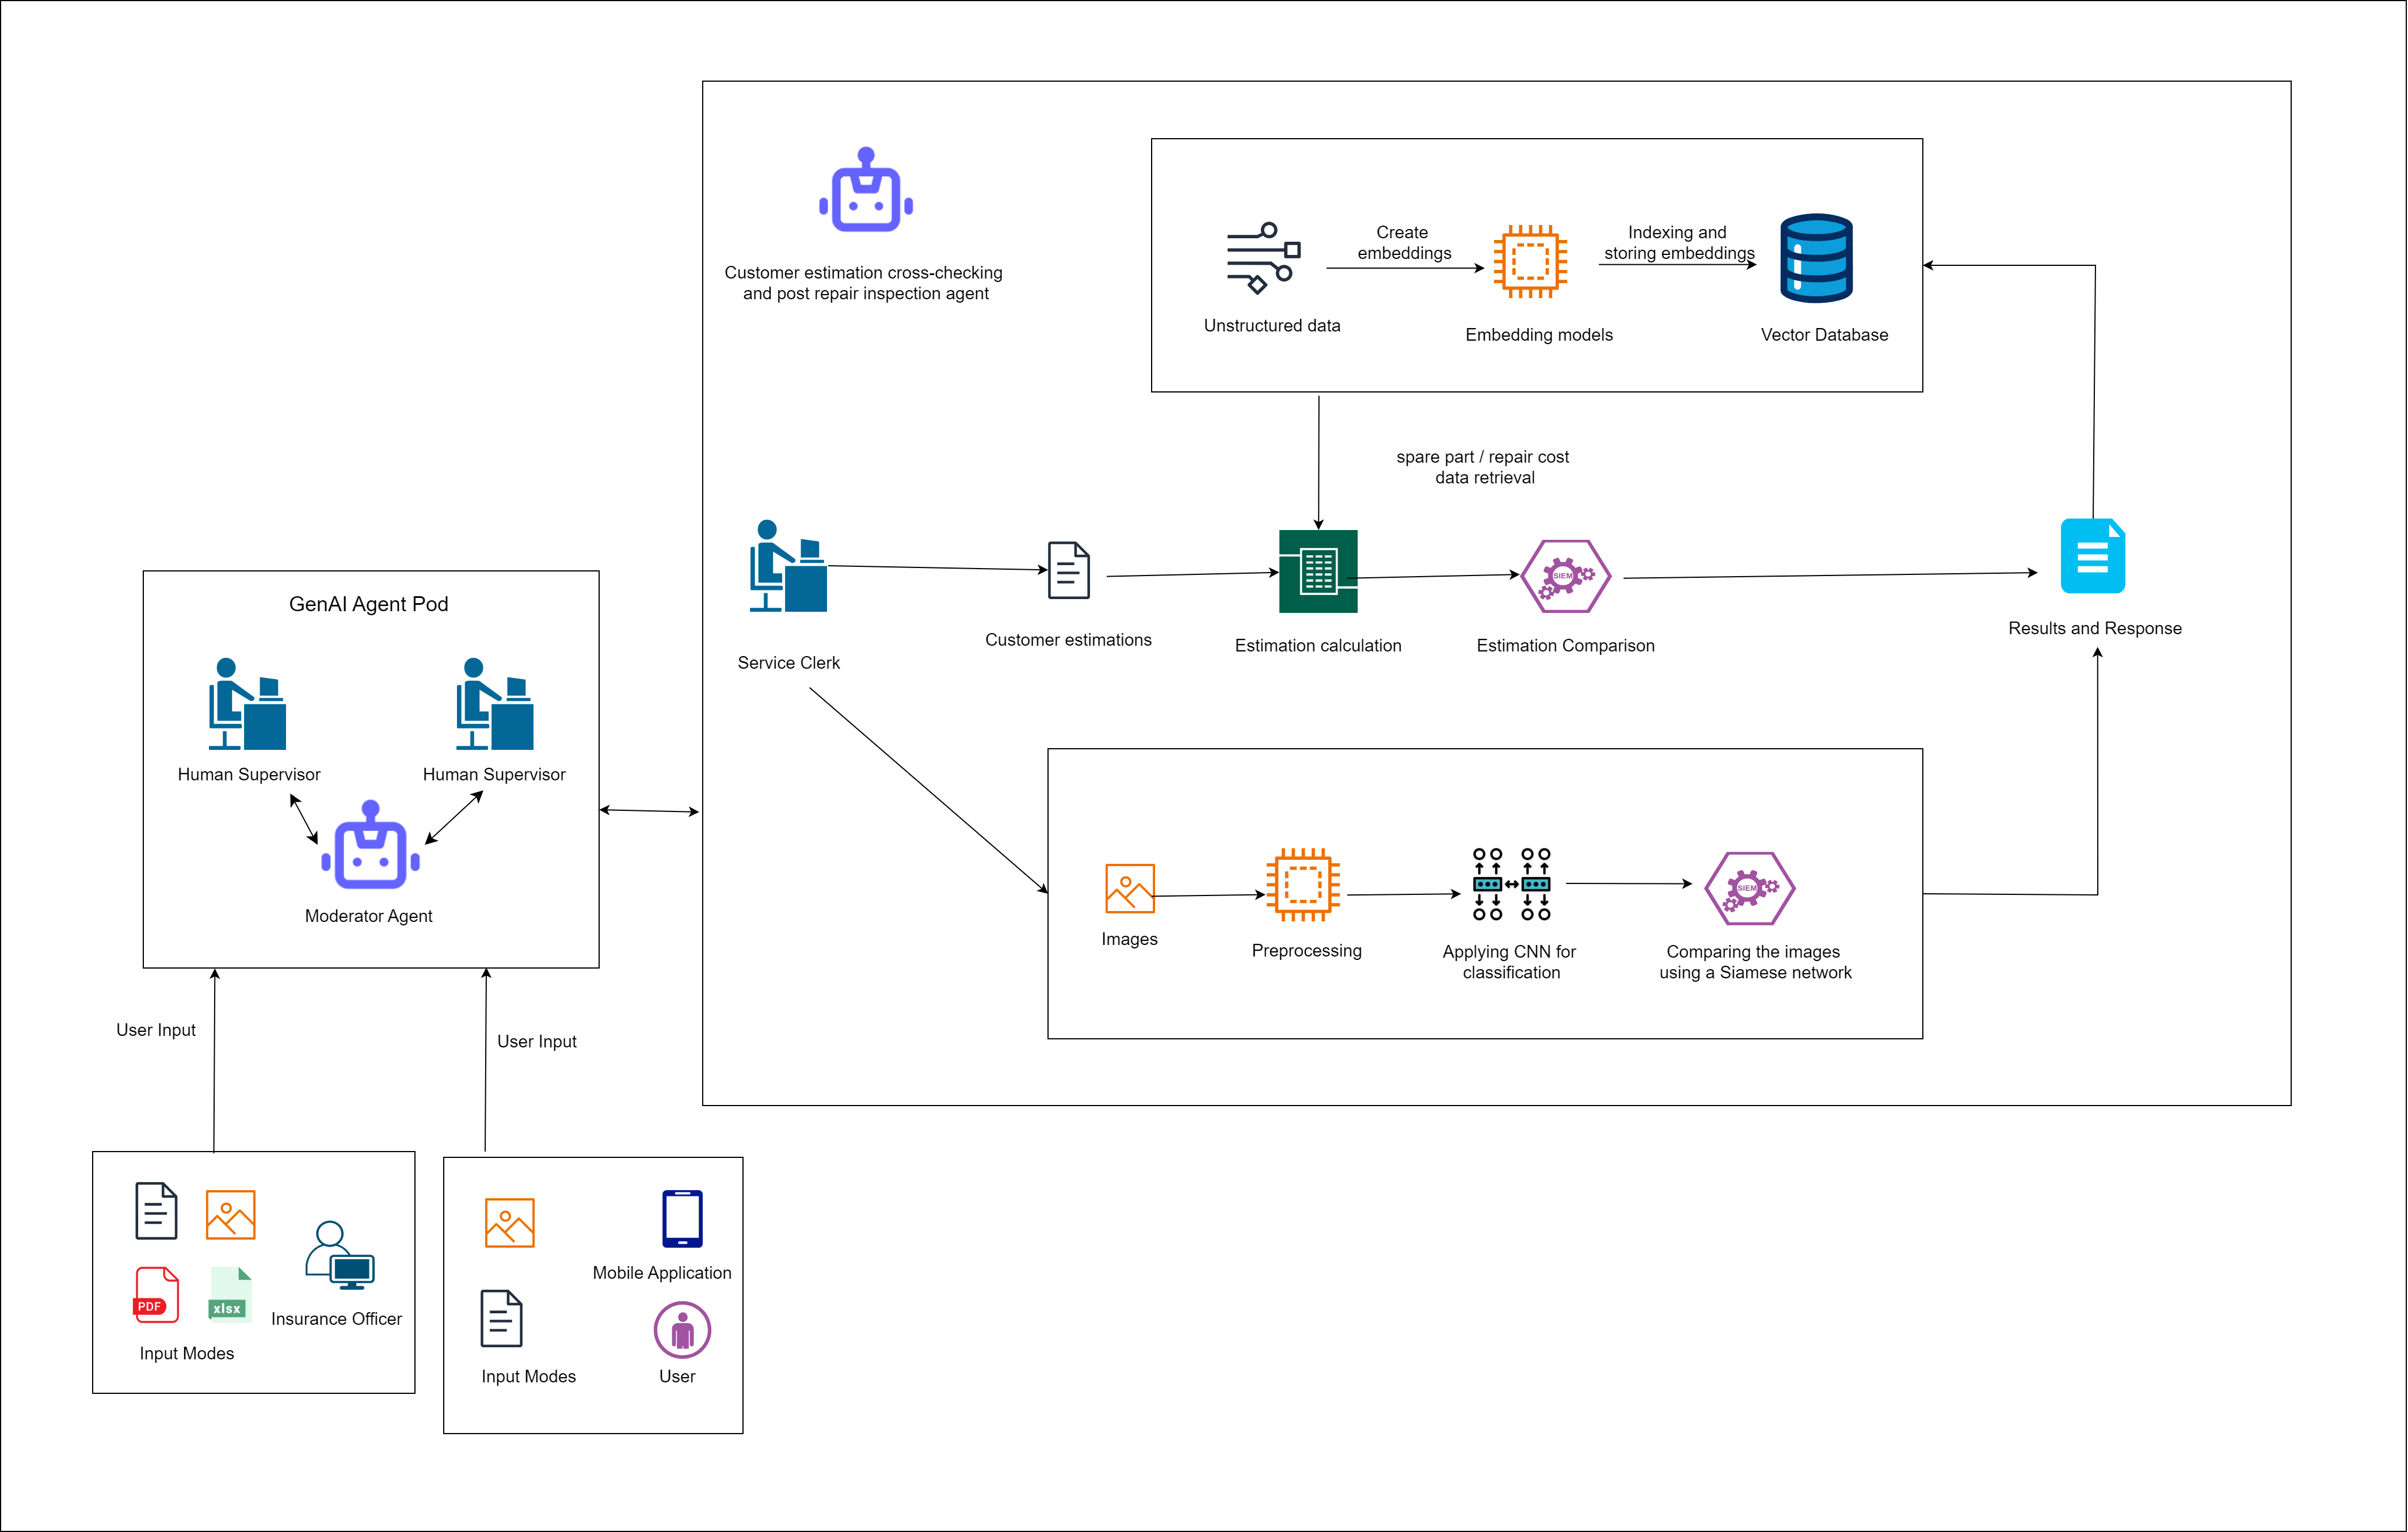 Customer estimation cross-checking
and post repair inspection agent
Create
embeddings
Indexing and
storing embeddings
Unstructured data
Embedding models
Vector Database
spare part / repair cost
data retrieval
Service Clerk
Customer estimations
Estimation calculation
SIEM
Estimation Comparison
Results and Response
GenAI Agent Pod
Human Supervisor
Human Supervisor
Moderator Agent
Images
Preprocessing
Applying CNN for
classification
SIEM
Comparing the images
using a Siamese network
User Input
User Input
PDF
xlsx
Insurance Officer
Input Modes
Mobile Application
Input Modes
User